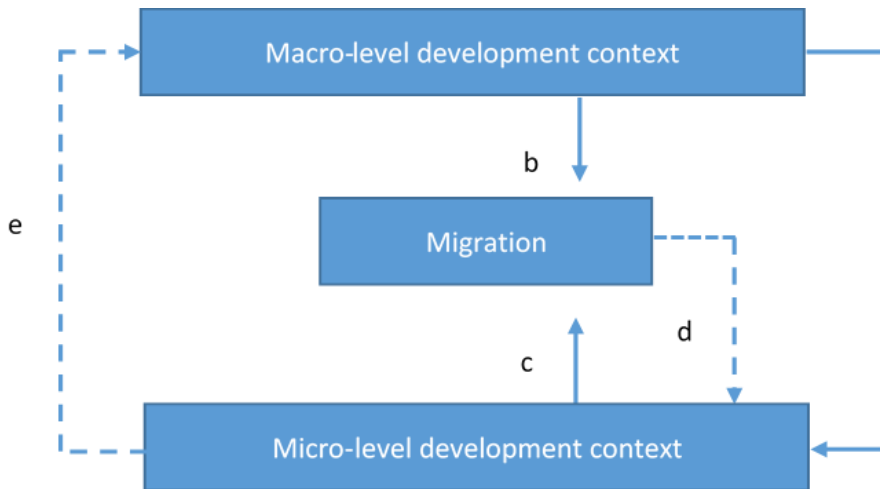 Macro-level development context
b
Migration
e
d
c
Micro-level development context